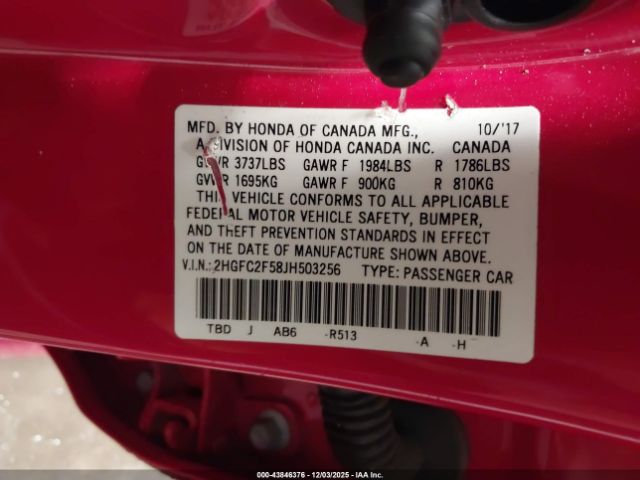 MFD. BY HONDA OF CANADA MFG., 10/'17
A DIVISION OF HONDA CANADA INC. CANADA
GVWR 3737LBS GAWR F 1984LBS R 1786LBS
GVWR 1695KG GAWR F 900KG R 810KG
THIS VEHICLE CONFORMS TO ALL APPLICABLE
FEDERAL MOTOR VEHICLE SAFETY, BUMPER,
AND THEFT PREVENTION STANDARDS IN EFFECT
ON THE DATE OF MANUFACTURE SHOWN ABOVE.
V.I.N.: 2HGFC2F58JH503256 TYPE: PASSENGER CAR
TBD J AB6 -R513 -A -H
00-43846376 | 12/03/2025 | IAA Inc.